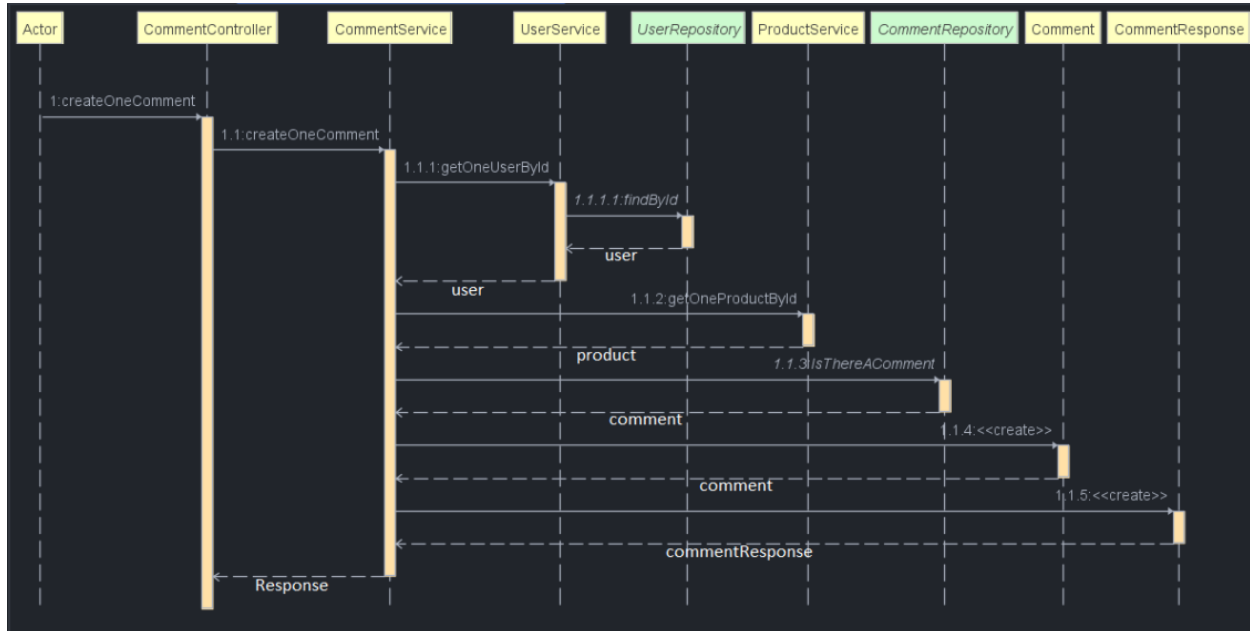 Actor
CommentController
CommentService
UserService
UserRepository
ProductService
CommentRepository
Comment
CommentResponse
1:createOneComment
1.1:createOneComment
1.1.1:getOneUserById
1.1.1.1:findById
user
user
1.1.2:getOneProductById
product
1.1.3:IsThereAComment
comment
1.1.4:<<create>>
comment
1.1.5:<<create>>
commentResponse
Response